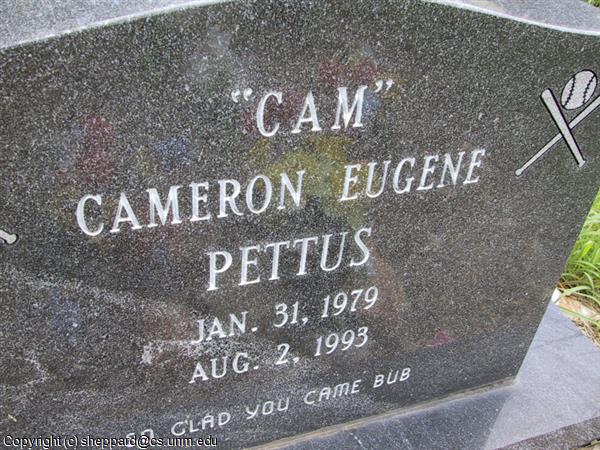 "CAM"
CAMERON EUGENE
PETTUS
JAN. 31, 1979
AUG. 2, 1993
SO GLAD YOU CAME BUB
Copyright (c) sheppard@cs.unm.edu